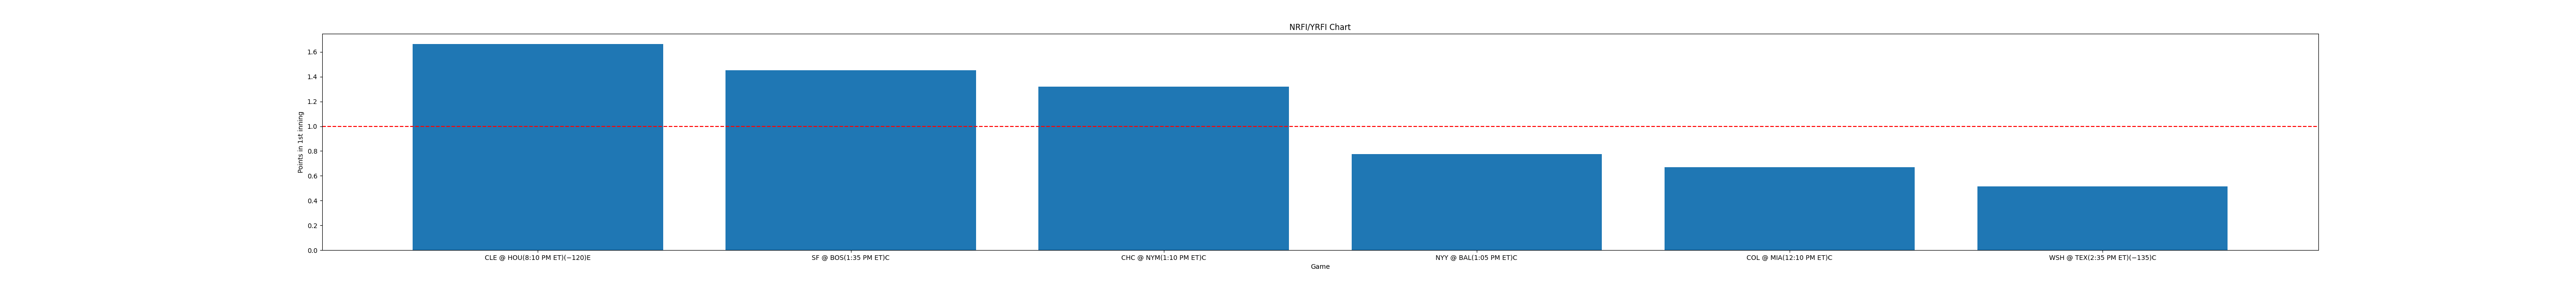 NRFI/YRFI Chart
Points in 1st inning
1.6
1.4
1.2
1.0
0.8
0.6
0.4
0.2
0.0
CLE @ HOU(8:10 PM ET)(−120)E
SF @ BOS(1:35 PM ET)C
CHC @ NYM(1:10 PM ET)C
NYY @ BAL(1:05 PM ET)C
COL @ MIA(12:10 PM ET)C
WSH @ TEX(2:35 PM ET)(−135)C
Game